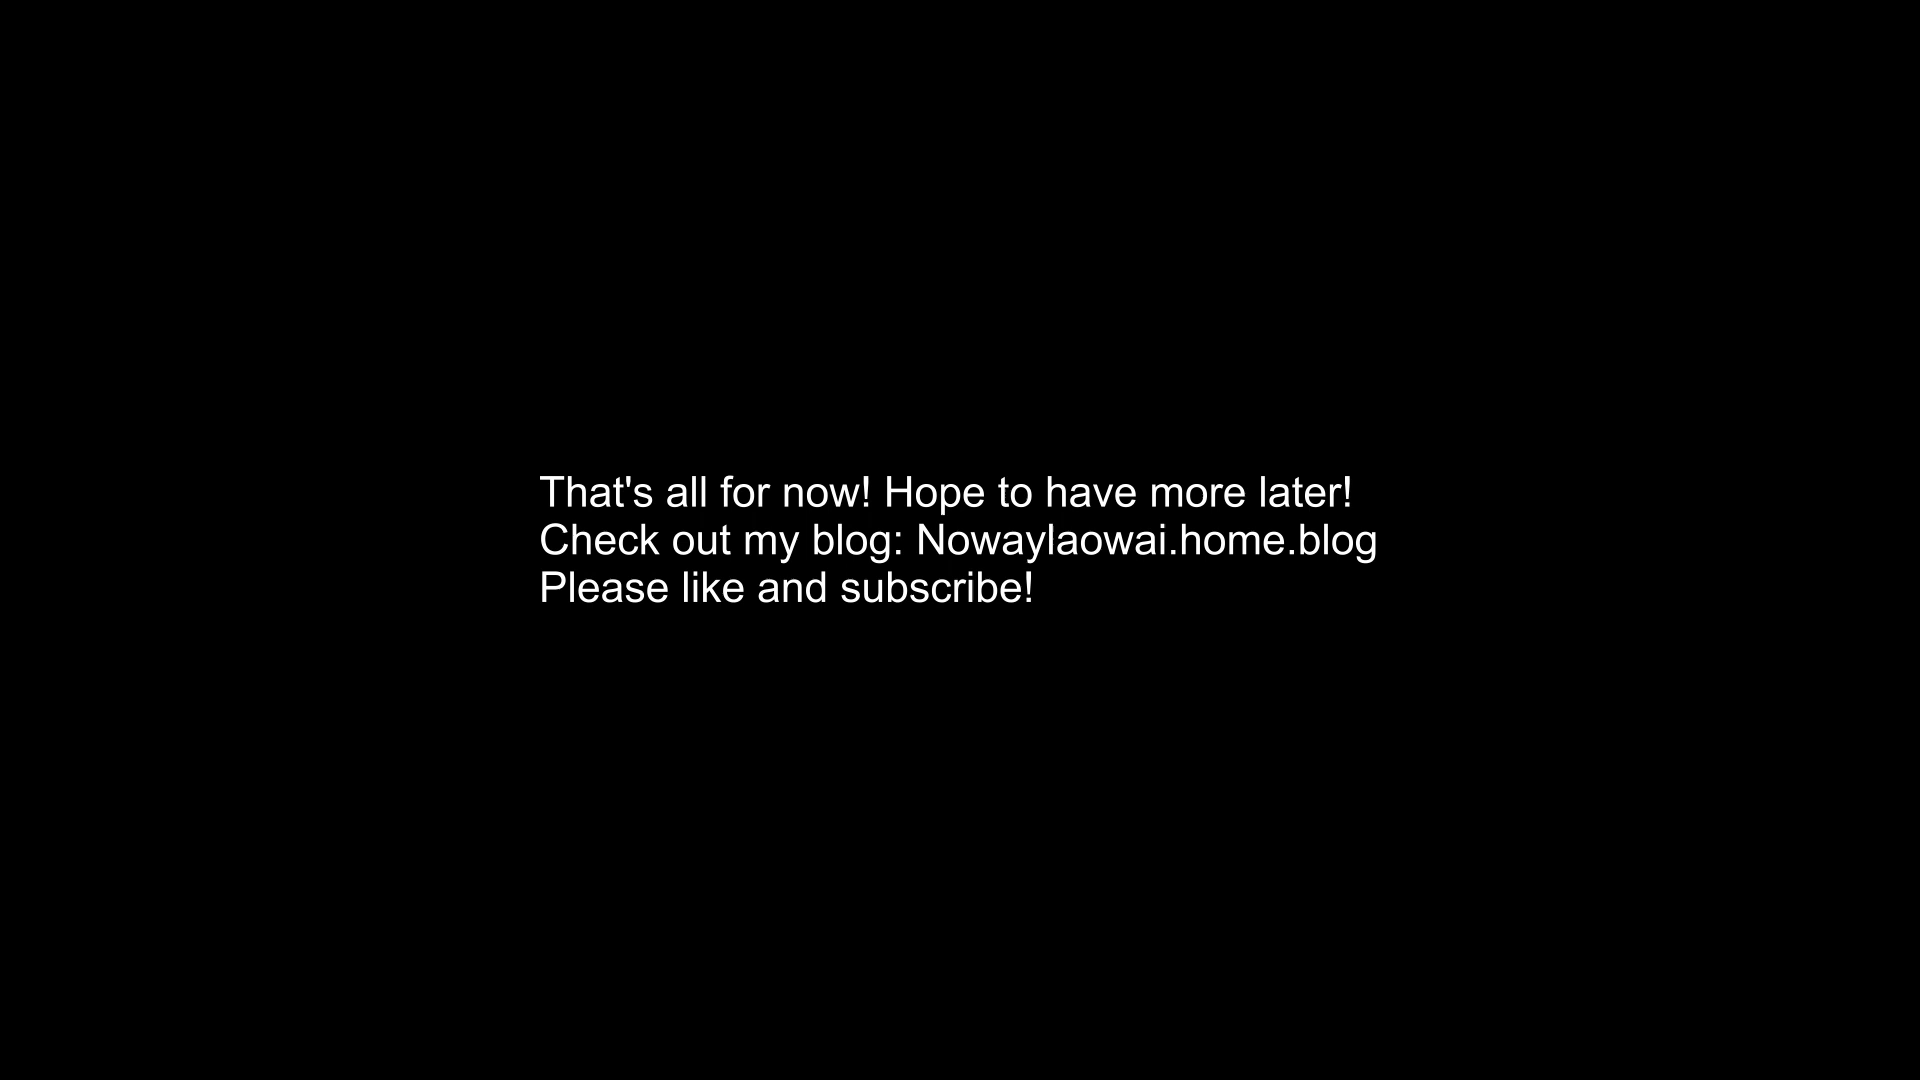 That's all for now! Hope to have more later!
Check out my blog: Nowaylaowai.home.blog
Please like and subscribe!